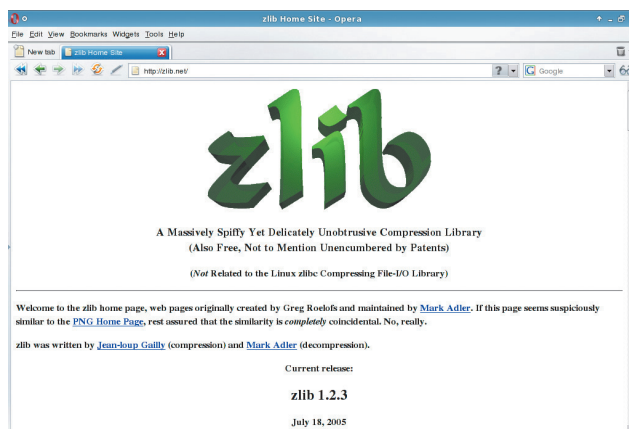 zlib Home Site - Opera
File Edit View Bookmarks Widgets Tools Help
New tab zlib Home Site
http://zlib.net/ ? Google
zlib
A Massively Spiffy Yet Delicately Unobtrusive Compression Library
(Also Free, Not to Mention Unencumbered by Patents)
(Not Related to the Linux zlibc Compressing File-I/O Library)
Welcome to the zlib home page, web pages originally created by Greg Roelofs and maintained by Mark Adler. If this page seems suspiciously
similar to the PNG Home Page, rest assured that the similarity is completely coincidental. No, really.
zlib was written by Jean-loup Gailly (compression) and Mark Adler (decompression).
Current release:
zlib 1.2.3
July 18, 2005